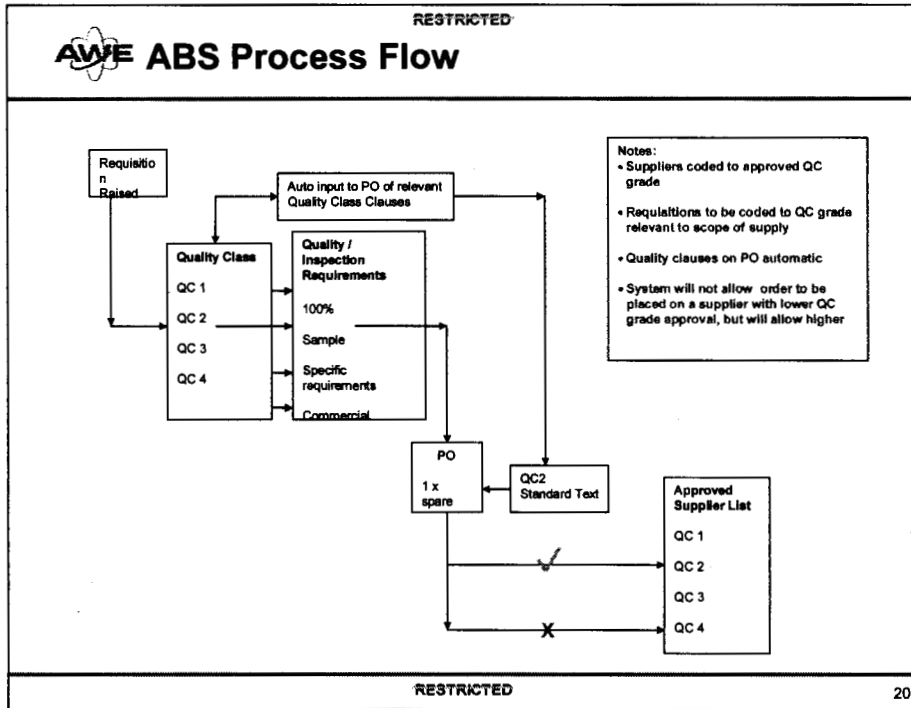 RESTRICTED
AWE ABS Process Flow
Requisitio
n
Raised
Auto input to PO of relevant
Quality Class Clauses
Quality Class
QC 1
QC 2
QC 3
QC 4
Quality /
Inspection
Requirements
100%
Sample
Specific
requirements
Commercial
Notes:
• Suppliers coded to approved QC
grade
• Requisitions to be coded to QC grade
relevant to scope of supply
• Quality clauses on PO automatic
• System will not allow order to be
placed on a supplier with lower QC
grade approval, but will allow higher
PO
1 x
spare
QC2
Standard Text
Approved
Supplier List
QC 1
QC 2
QC 3
QC 4
X
RESTRICTED
20